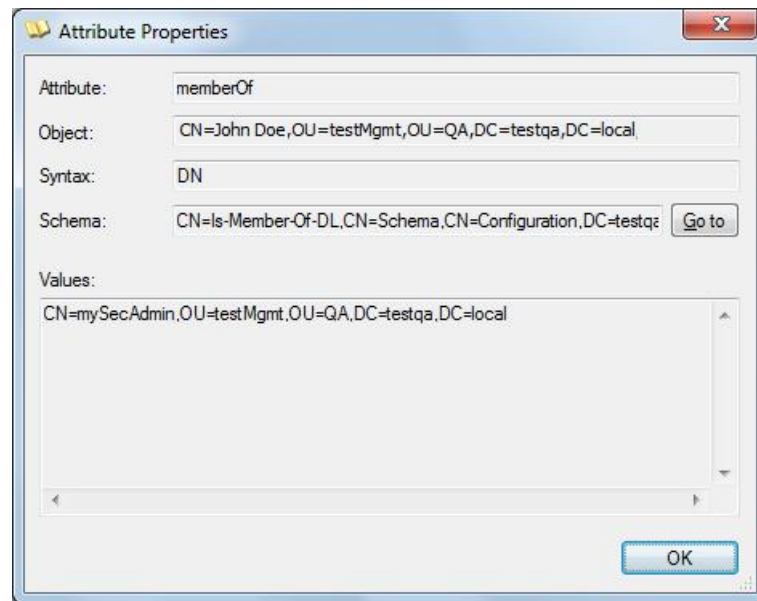 Attribute Properties
Attribute: memberOf
Object: CN=John Doe,OU=testMgmt,OU=QA,DC=testqa,DC=local
Syntax: DN
Schema: CN=Is-Member-Of-DL,CN=Schema,CN=Configuration,DC=testqa Go to
Values:
CN=mySecAdmin,OU=testMgmt,OU=QA,DC=testqa,DC=local
OK